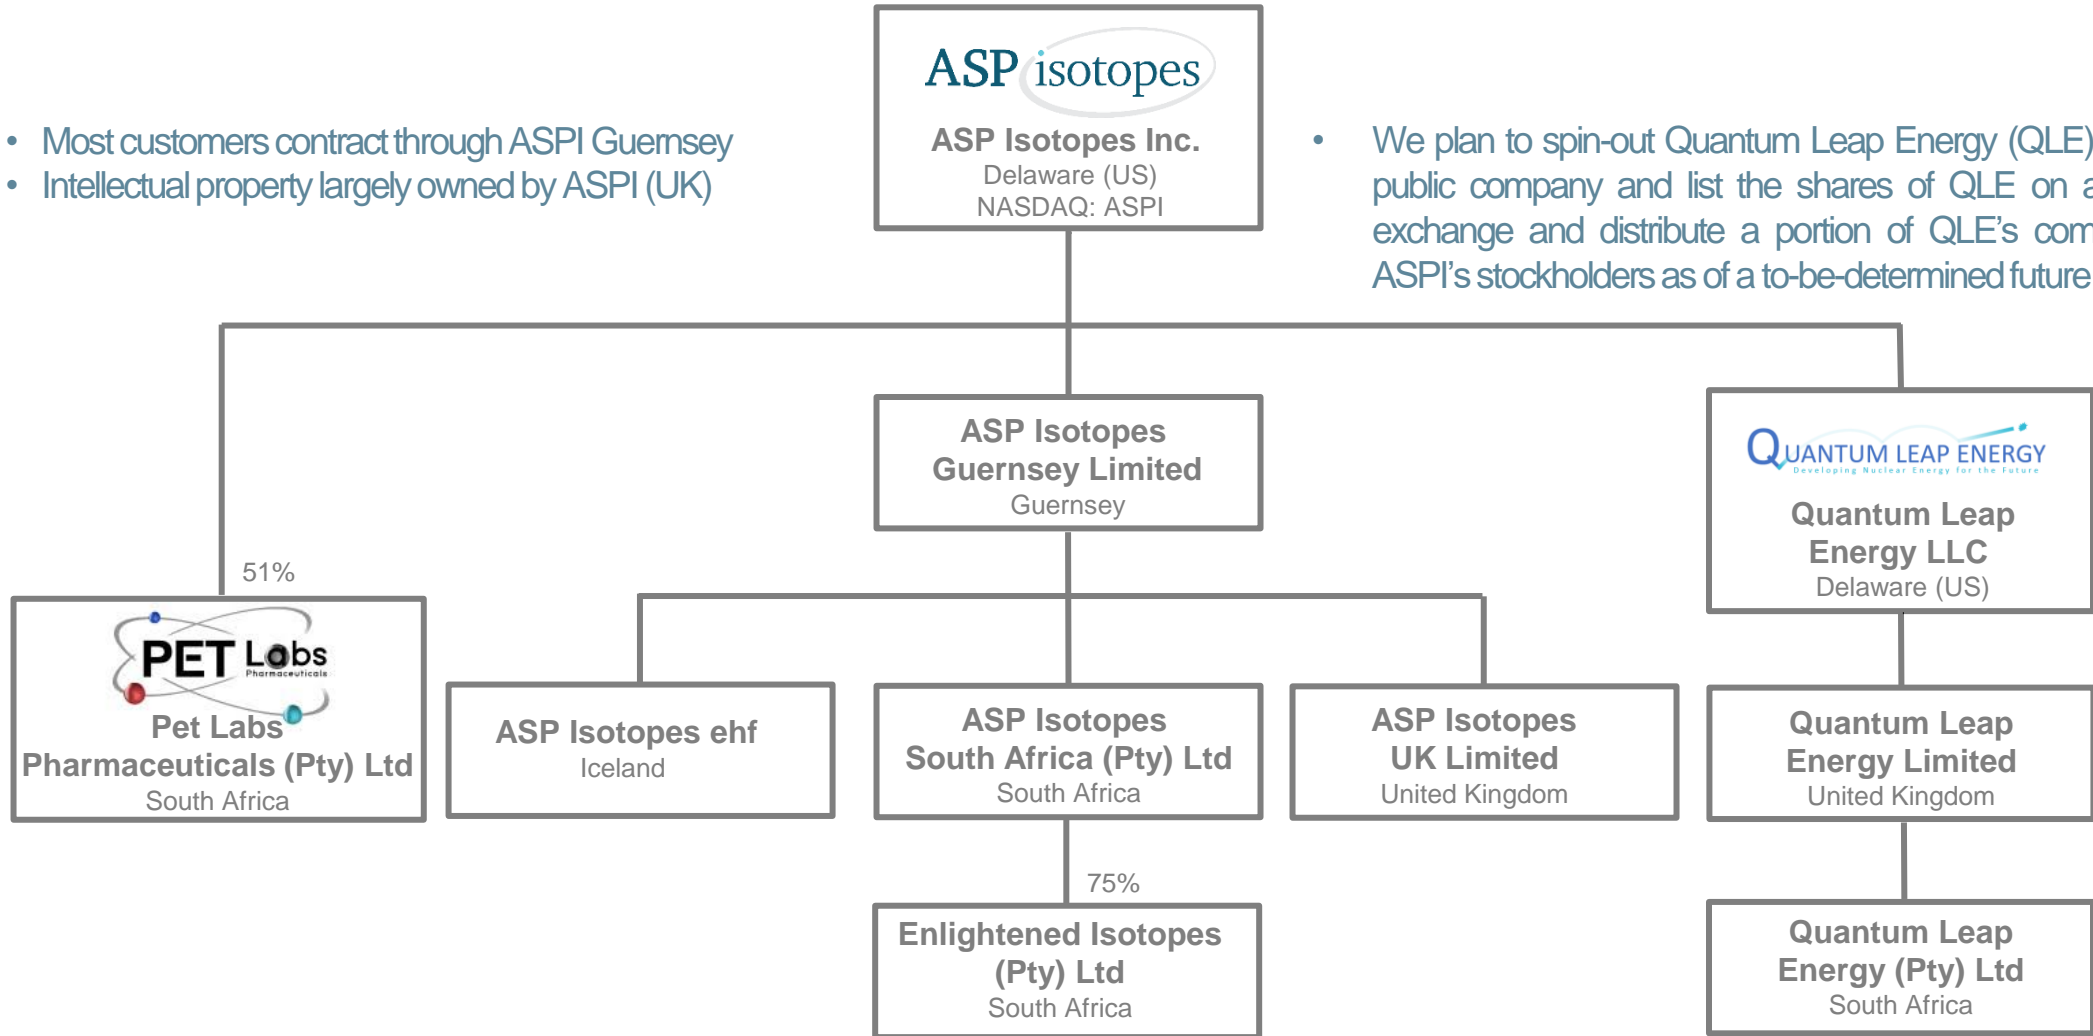 ASP isotopes
ASP Isotopes Inc.
Delaware (US)
NASDAQ: ASPI
• Most customers contract through ASPI Guernsey
• Intellectual property largely owned by ASPI (UK)
• We plan to spin-out Quantum Leap Energy (QLE)
public company and list the shares of QLE on a
exchange and distribute a portion of QLE's com
ASPI's stockholders as of a to-be-determined future
ASP Isotopes
Guernsey Limited
Guernsey
QUANTUM LEAP ENERGY
Developing Nuclear Energy for the Future
Quantum Leap
Energy LLC
Delaware (US)
51%
PET Labs
Pharmaceuticals
Pet Labs
Pharmaceuticals (Pty) Ltd
South Africa
ASP Isotopes ehf
Iceland
ASP Isotopes
South Africa (Pty) Ltd
South Africa
ASP Isotopes
UK Limited
United Kingdom
Quantum Leap
Energy Limited
United Kingdom
75%
Enlightened Isotopes
(Pty) Ltd
South Africa
Quantum Leap
Energy (Pty) Ltd
South Africa